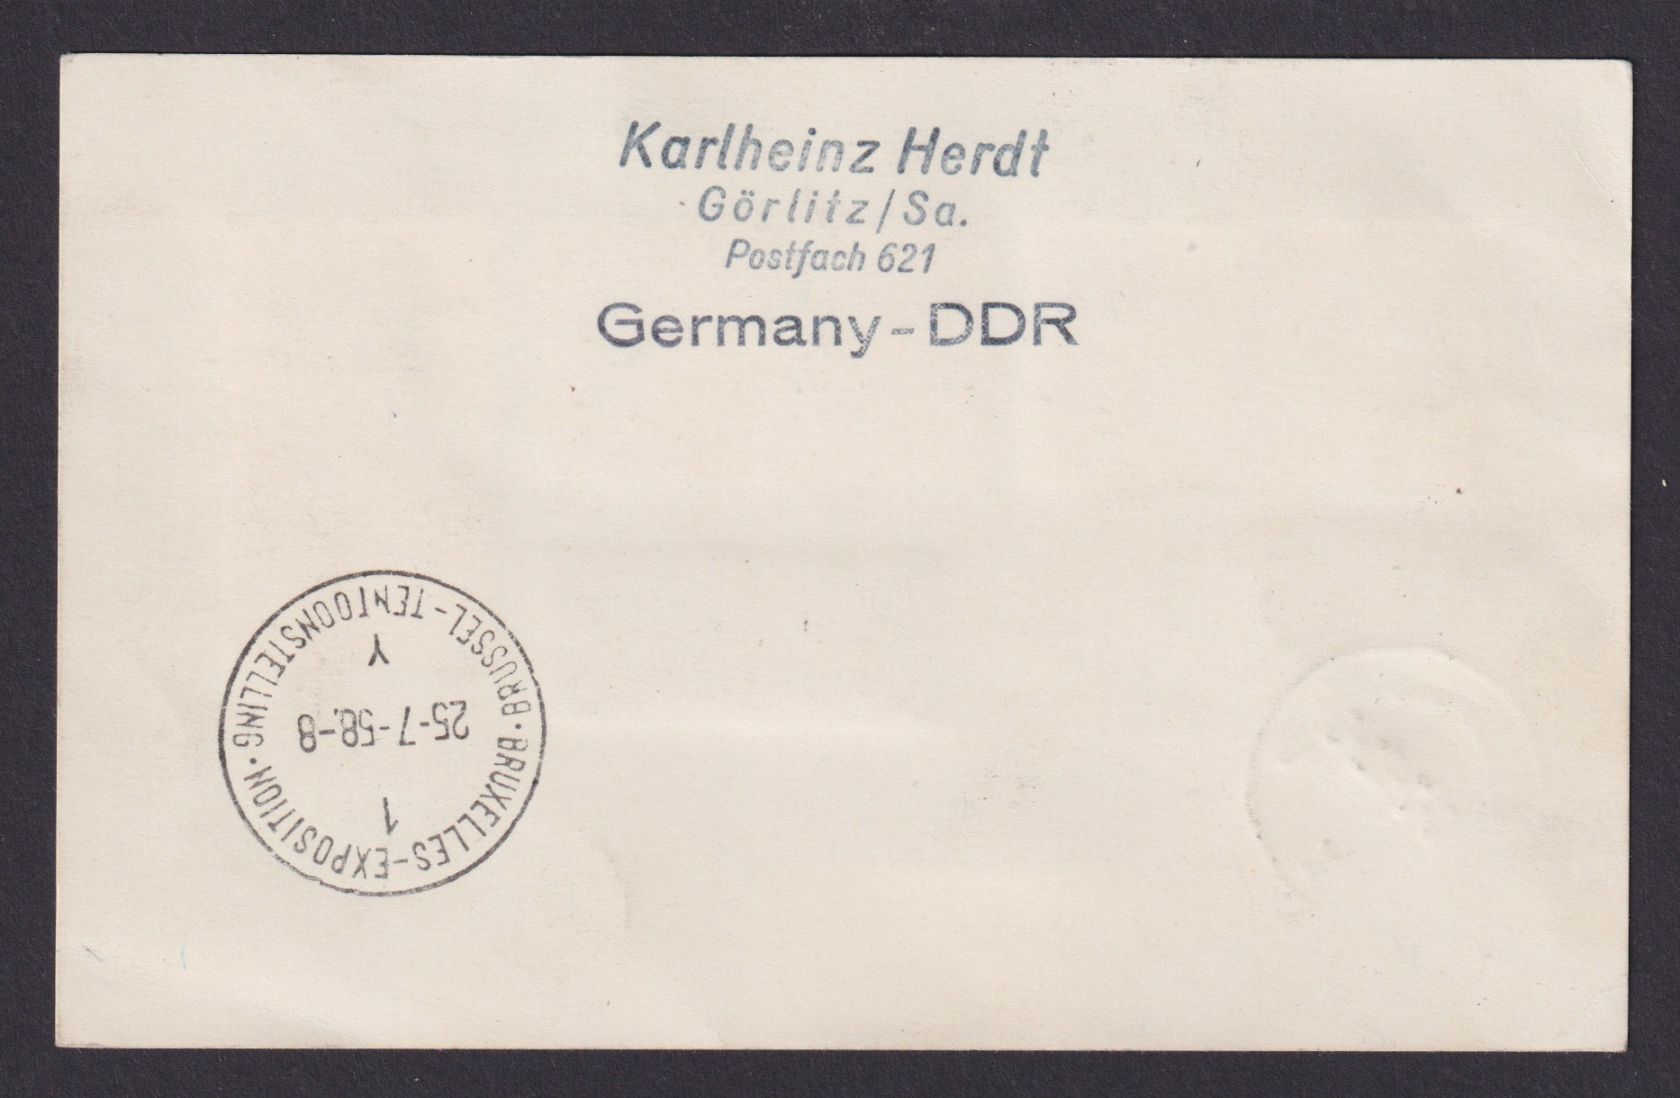 Karlheinz Herdt
Görlitz/Sa.
Postfach 621
Germany-DDR
BRUXELLES-EXPOSITION · BRUSSEL-TENTOONSTELLING ·
1
25-7-58.-8
Y